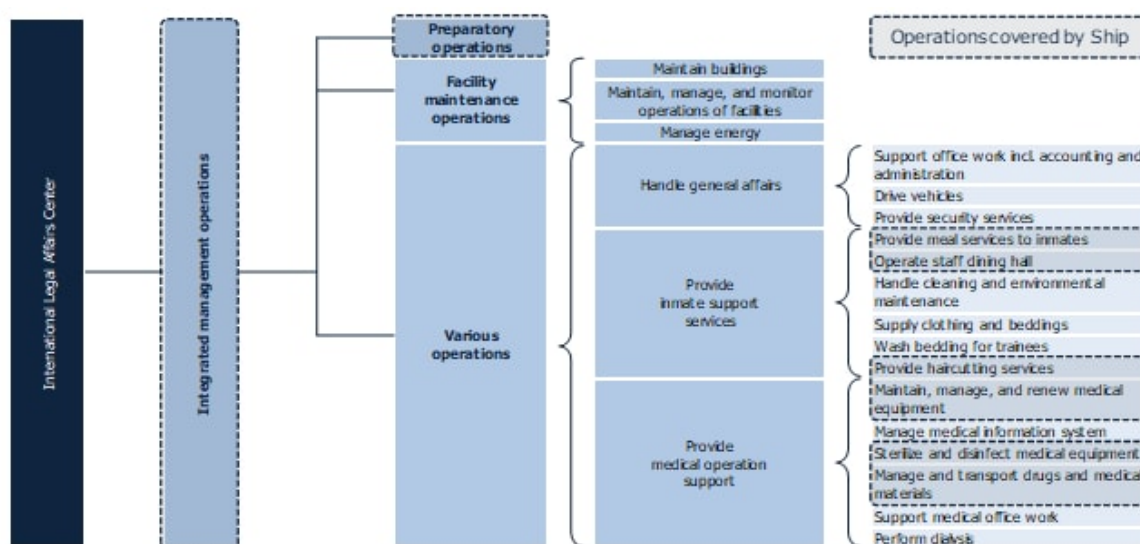 International Legal Affairs Center
Integrated management operations
Preparatory
operations
Facility
maintenance
operations
Various
operations
Maintain buildings
Maintain, manage, and monitor
operations of facilities
Manage energy
Handle general affairs
Provide
inmate support
services
Provide
medical operation
support
Operations covered by Ship
Support office work incl. accounting and
administration
Drive vehicles
Provide security services
Provide meal services to inmates
Operate staff dining hall
Handle cleaning and environmental
maintenance
Supply clothing and beddings
Wash bedding for trainees
Provide haircutting services
Maintain, manage, and renew medical
equipment
Manage medical information system
Sterilize and disinfect medical equipment
Manage and transport drugs and medical
materials
Support medical office work
Perform dialysis